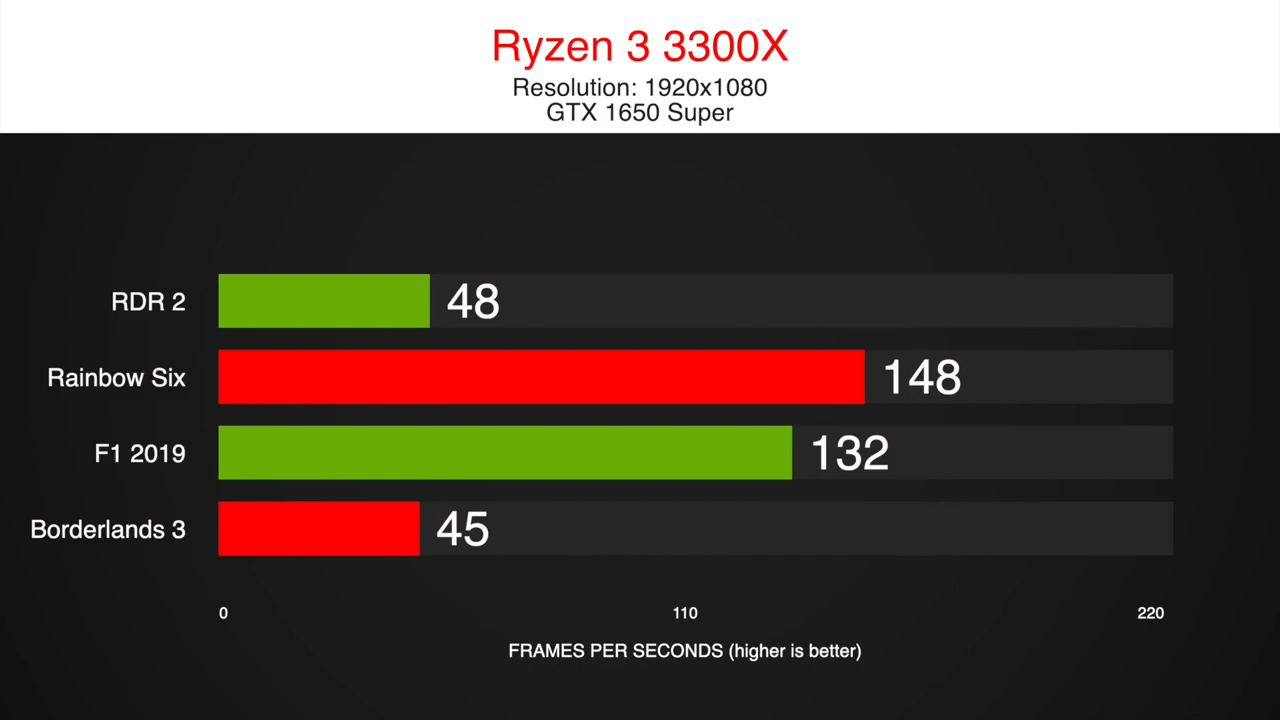 Ryzen 3 3300X
Resolution: 1920x1080
GTX 1650 Super
RDR 2 48
Rainbow Six 148
F1 2019 132
Borderlands 3 45
0 110 220
FRAMES PER SECONDS (higher is better)